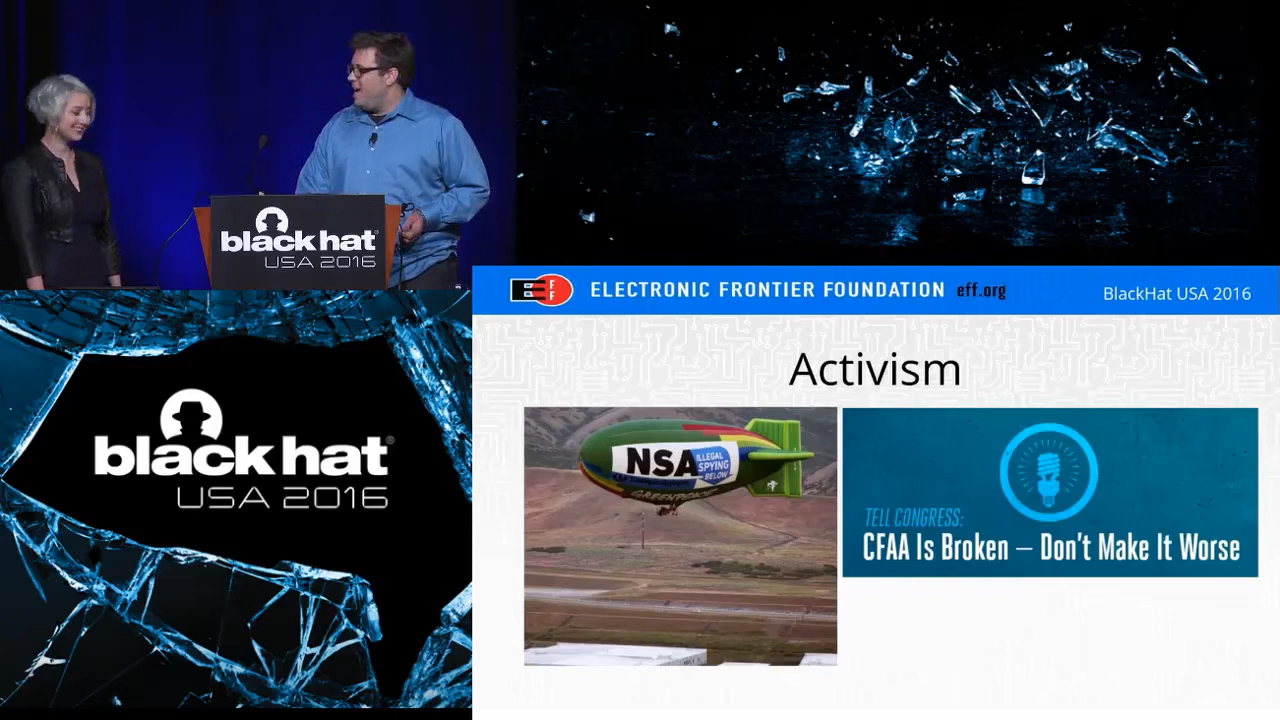 black hat
USA 2016
EFF
ELECTRONIC FRONTIER FOUNDATION eff.org
BlackHat USA 2016
Activism
NSA
ILLEGAL
SPYING
BELOW
GREENPEACE
TELL CONGRESS:
CFAA Is Broken – Don't Make It Worse
black hat®
USA 2016